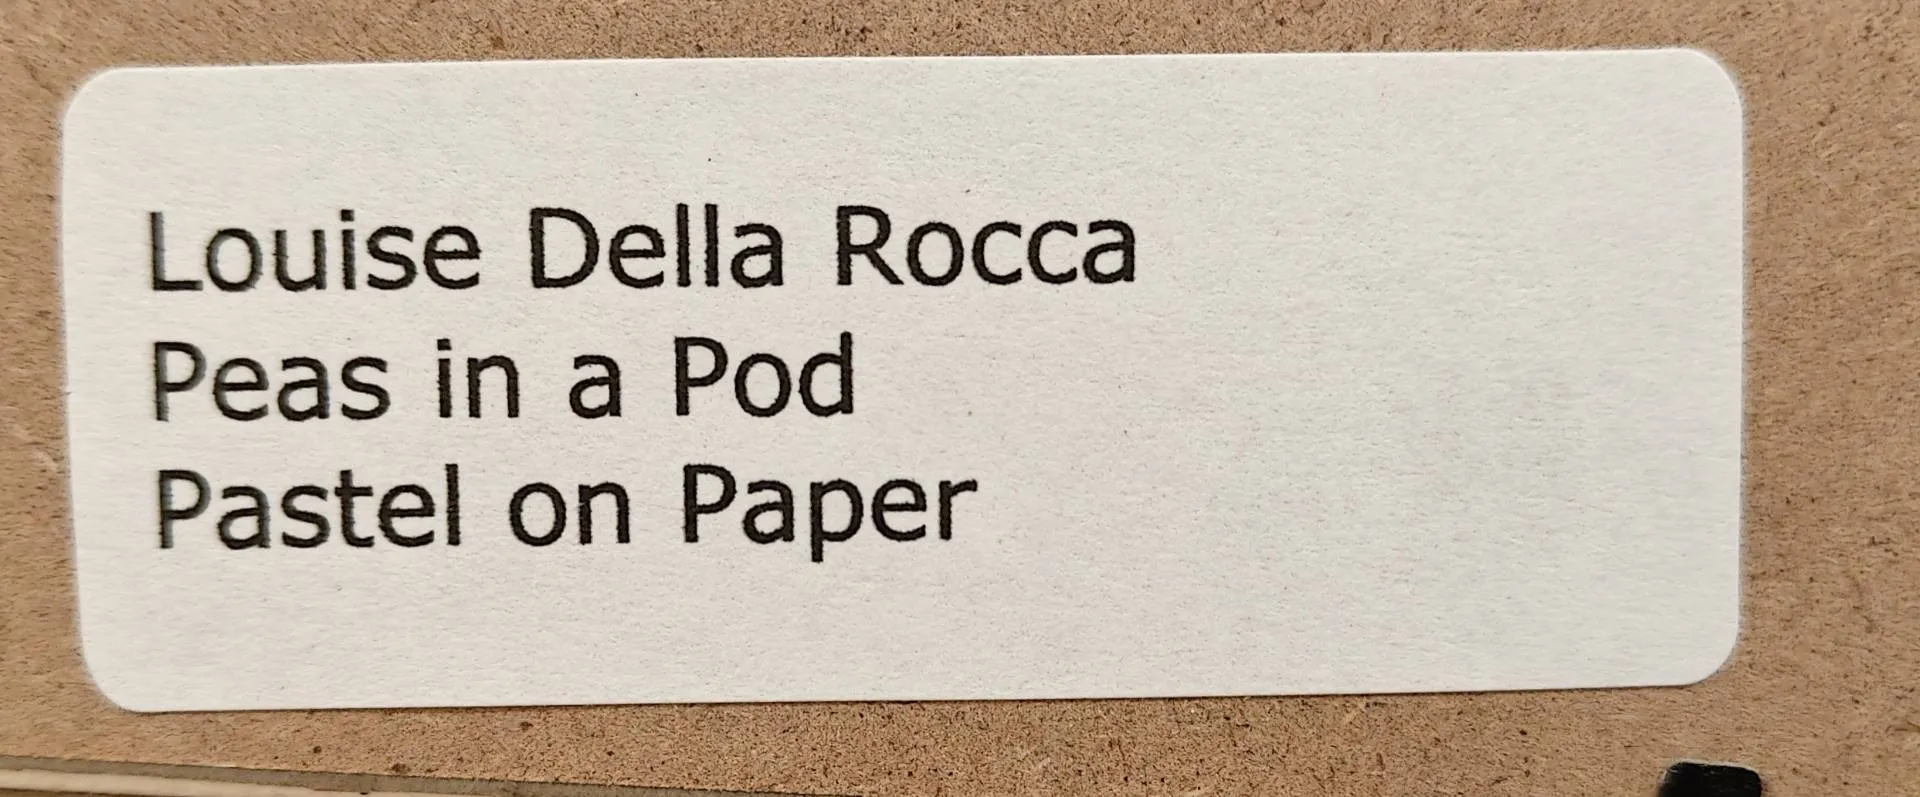 Louise Della Rocca
Peas in a Pod
Pastel on Paper